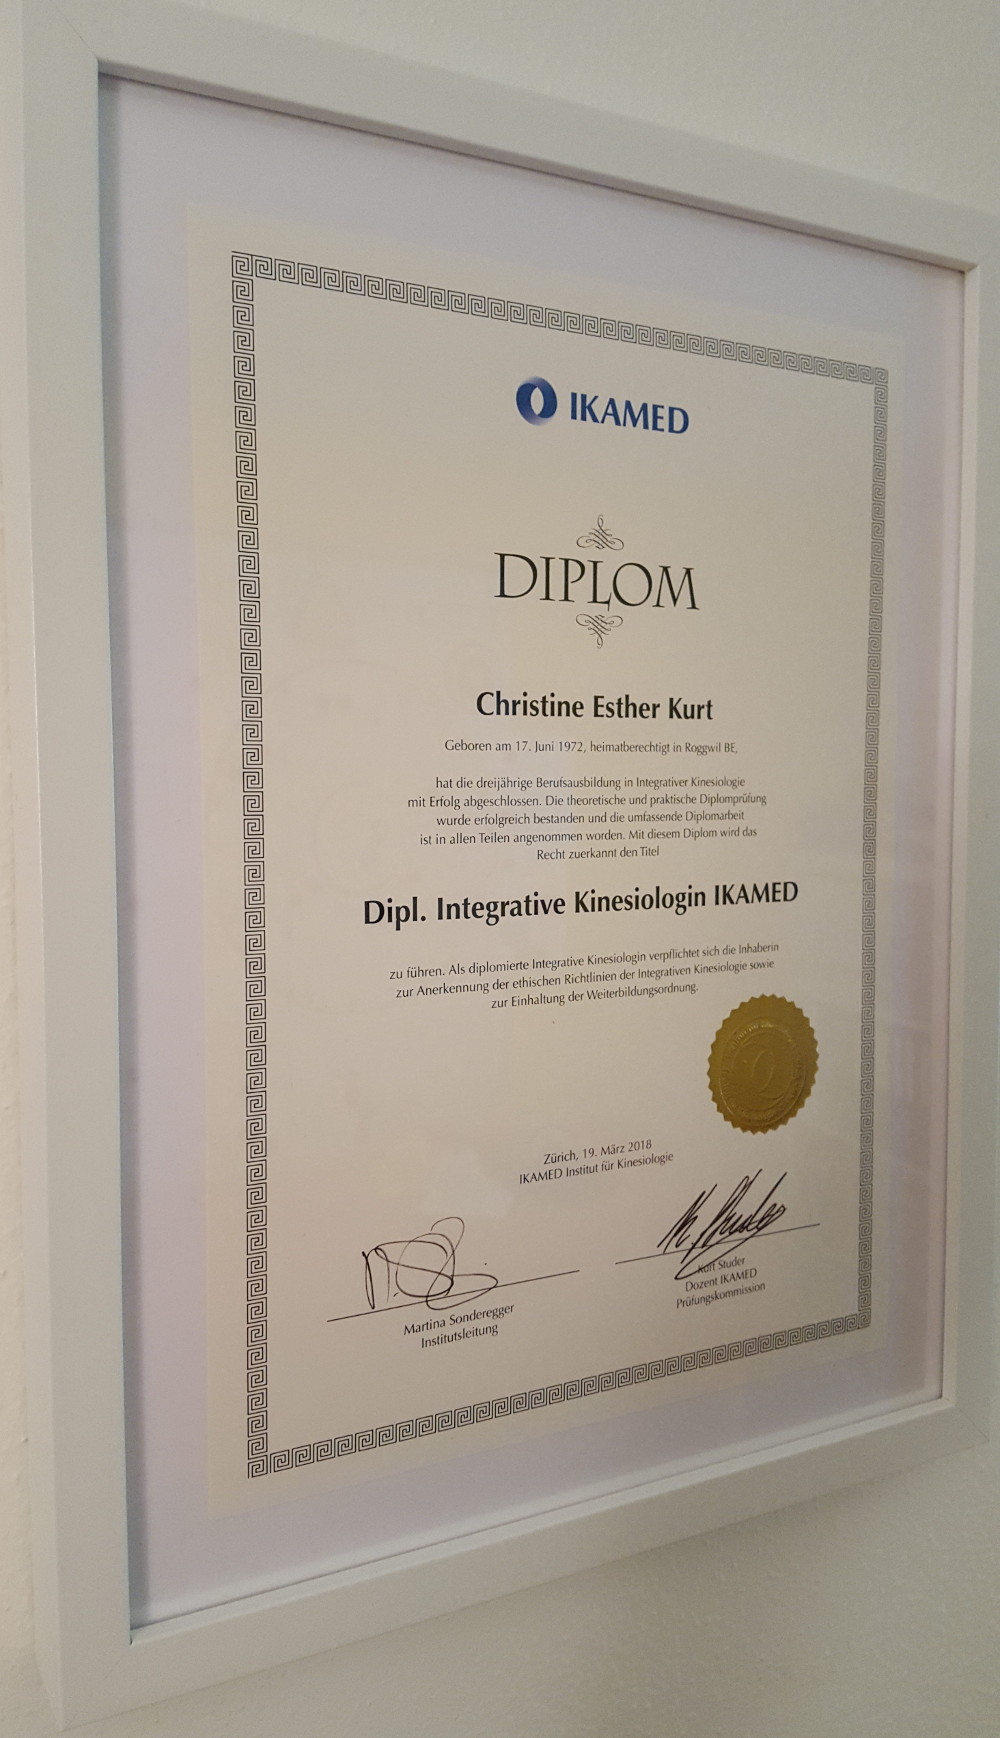 IKAMED
DIPLOM
Christine Esther Kurt
Geboren am 17. Juni 1972, heimatberechtigt in Roggwil BE,
hat die dreijährige Berufsausbildung in Integrativer Kinesiologie
mit Erfolg abgeschlossen. Die theoretische und praktische Diplomprüfung
wurde erfolgreich bestanden und die umfassende Diplomarbeit
ist in allen Teilen angenommen worden. Mit diesem Diplom wird das
Recht zuerkannt den Titel
Dipl. Integrative Kinesiologin IKAMED
zu führen. Als diplomierte Integrative Kinesiologin verpflichtet sich die Inhaberin
zur Anerkennung der ethischen Richtlinien der Integrativen Kinesiologie sowie
zur Einhaltung der Weiterbildungsordnung.
Zürich, 19. März 2018
IKAMED Institut für Kinesiologie
Martina Sonderegger
Institutsleitung
Kurt Studer
Dozent IKAMED
Prüfungskommission